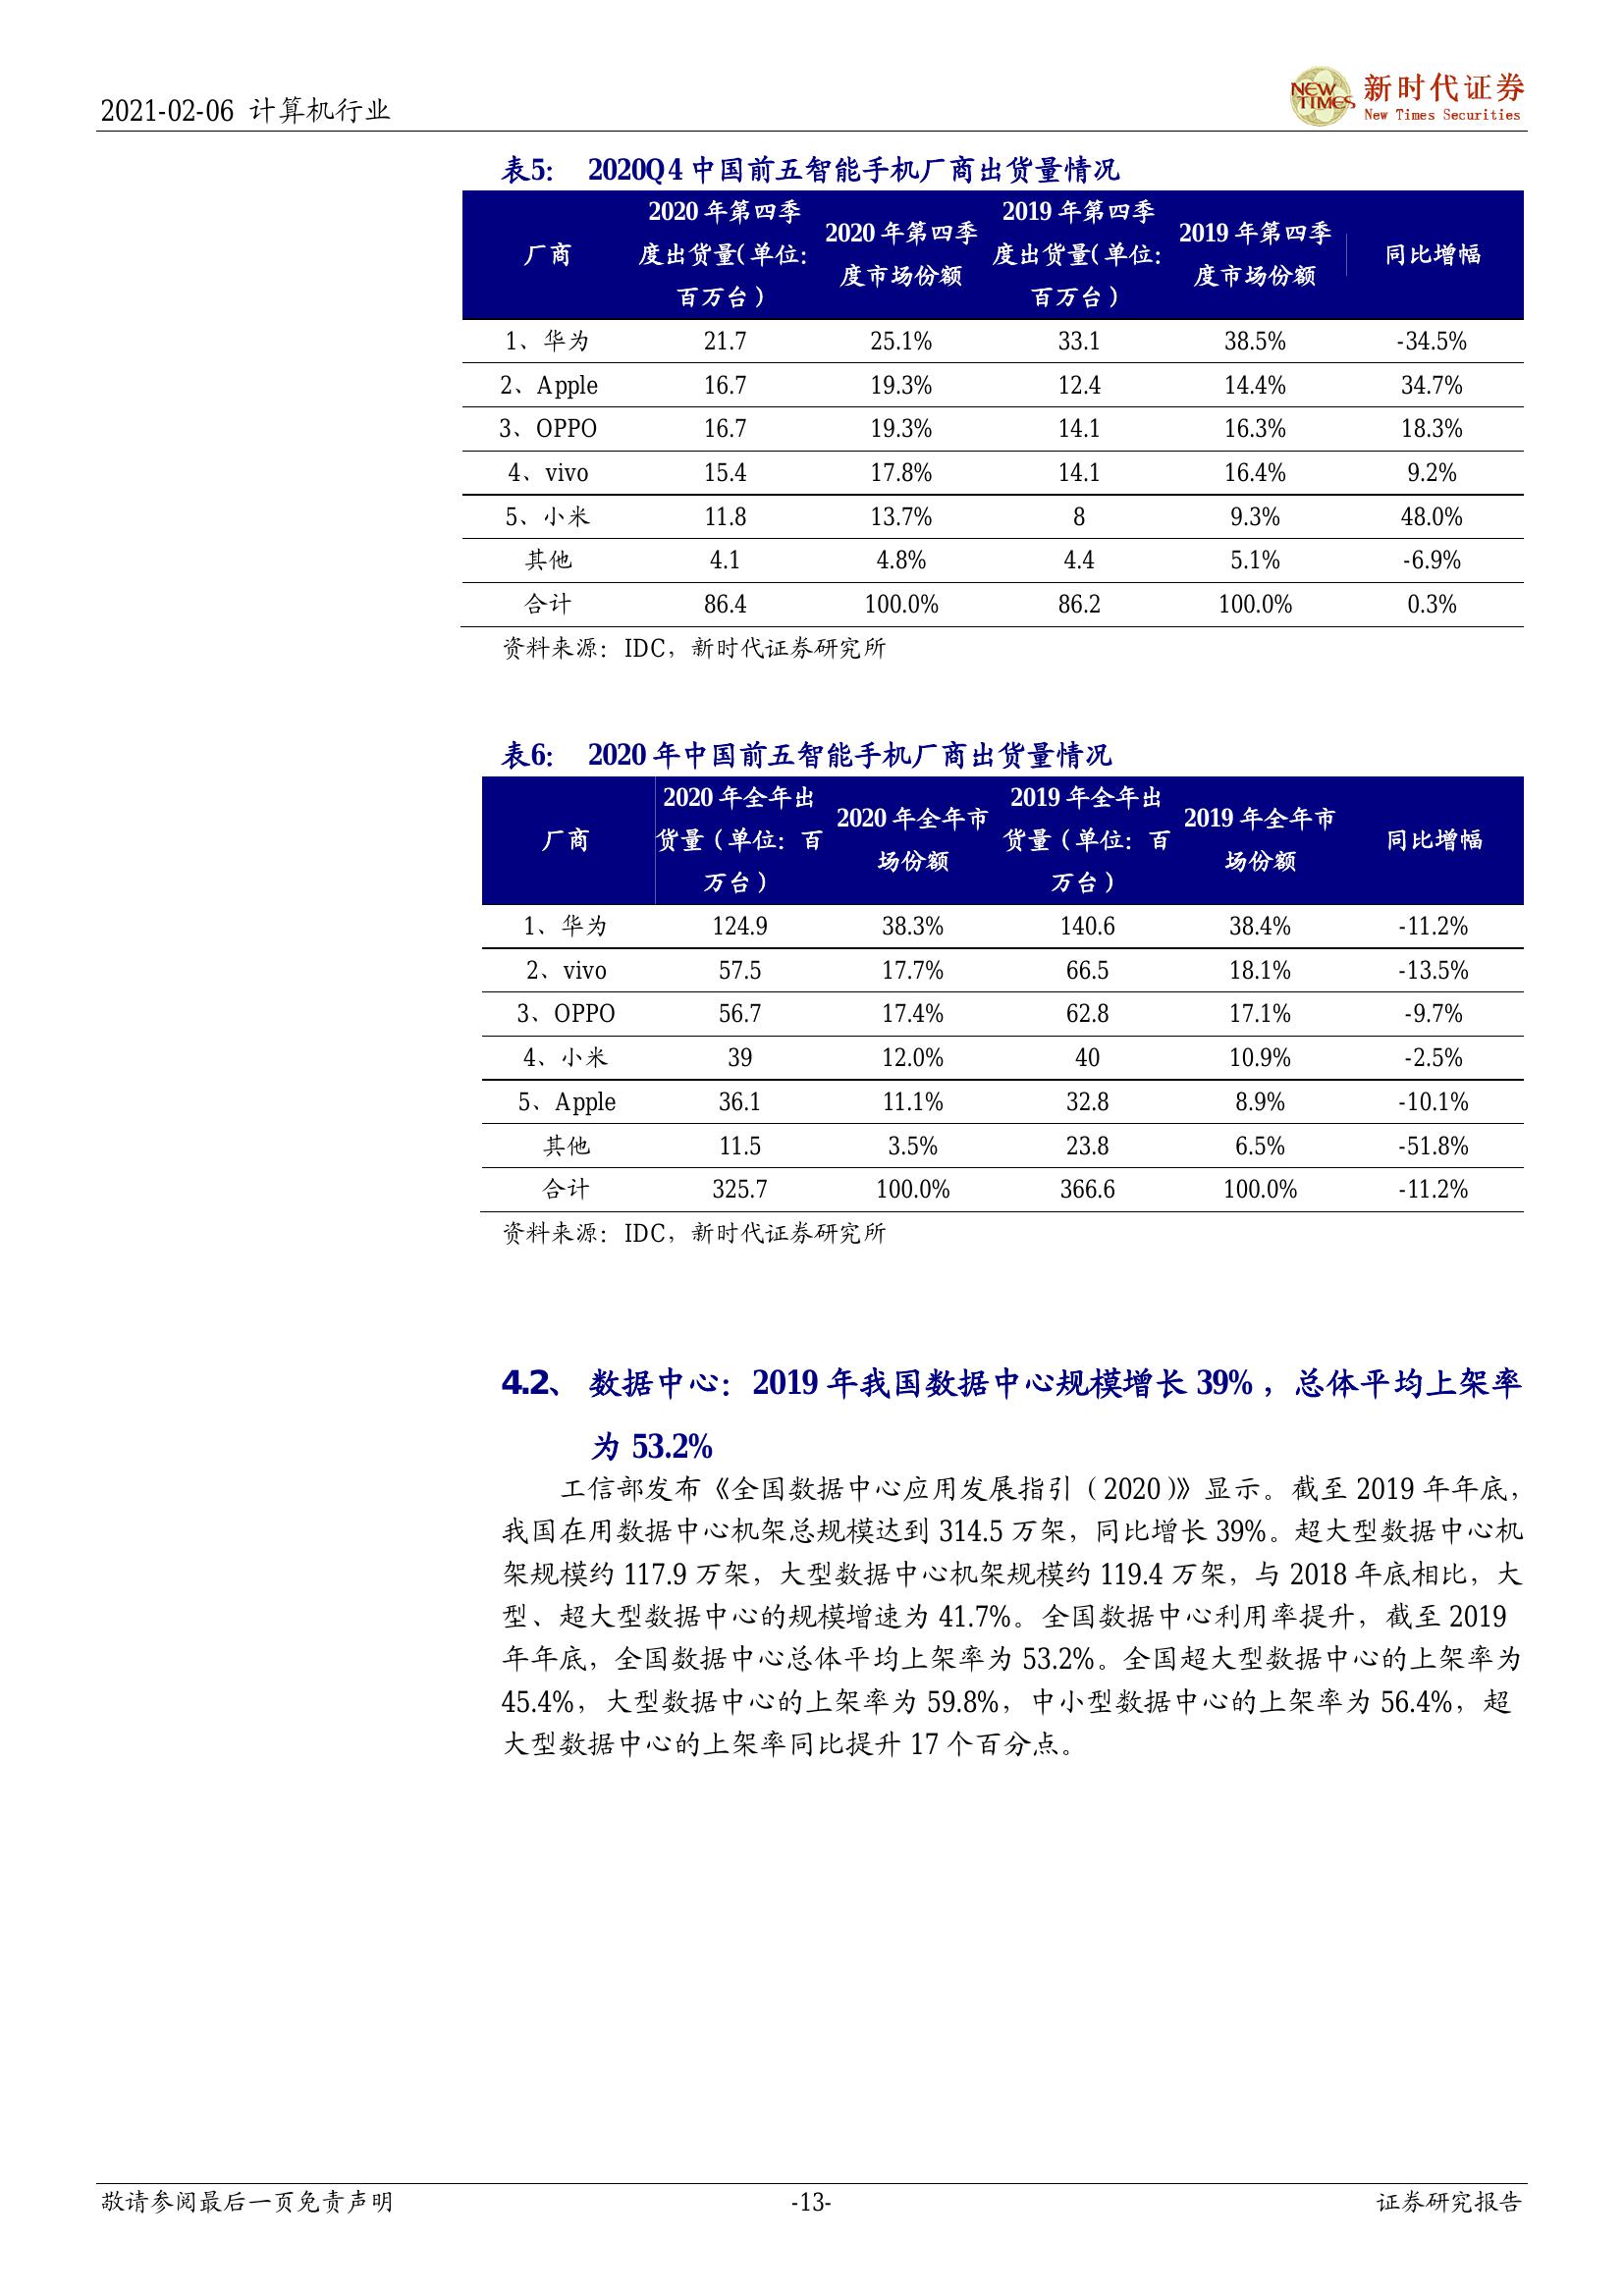 2021-02-06 计算机行业
NEW TIMES 新时代证券
New Times Securities
表5: 2020Q4 中国前五智能手机厂商出货量情况
厂商 2020 年第四季度出货量(单位:百万台) 2020 年第四季度市场份额 2019 年第四季度出货量(单位:百万台) 2019 年第四季度市场份额 同比增幅
1、华为 21.7 25.1% 33.1 38.5% -34.5%
2、Apple 16.7 19.3% 12.4 14.4% 34.7%
3、OPPO 16.7 19.3% 14.1 16.3% 18.3%
4、vivo 15.4 17.8% 14.1 16.4% 9.2%
5、小米 11.8 13.7% 8 9.3% 48.0%
其他 4.1 4.8% 4.4 5.1% -6.9%
合计 86.4 100.0% 86.2 100.0% 0.3%
资料来源:IDC,新时代证券研究所
表6: 2020 年中国前五智能手机厂商出货量情况
厂商 2020 年全年出货量(单位:百万台) 2020 年全年市场份额 2019 年全年出货量(单位:百万台) 2019 年全年市场份额 同比增幅
1、华为 124.9 38.3% 140.6 38.4% -11.2%
2、vivo 57.5 17.7% 66.5 18.1% -13.5%
3、OPPO 56.7 17.4% 62.8 17.1% -9.7%
4、小米 39 12.0% 40 10.9% -2.5%
5、Apple 36.1 11.1% 32.8 8.9% -10.1%
其他 11.5 3.5% 23.8 6.5% -51.8%
合计 325.7 100.0% 366.6 100.0% -11.2%
资料来源:IDC,新时代证券研究所
4.2、 数据中心:2019 年我国数据中心规模增长 39%,总体平均上架率
为 53.2%
工信部发布《全国数据中心应用发展指引(2020)》显示。截至 2019 年年底,
我国在用数据中心机架总规模达到 314.5 万架,同比增长 39%。超大型数据中心机
架规模约 117.9 万架,大型数据中心机架规模约 119.4 万架,与 2018 年底相比,大
型、超大型数据中心的规模增速为 41.7%。全国数据中心利用率提升,截至 2019
年年底,全国数据中心总体平均上架率为 53.2%。全国超大型数据中心的上架率为
45.4%,大型数据中心的上架率为 59.8%,中小型数据中心的上架率为 56.4%,超
大型数据中心的上架率同比提升 17 个百分点。
敬请参阅最后一页免责声明 -13- 证券研究报告